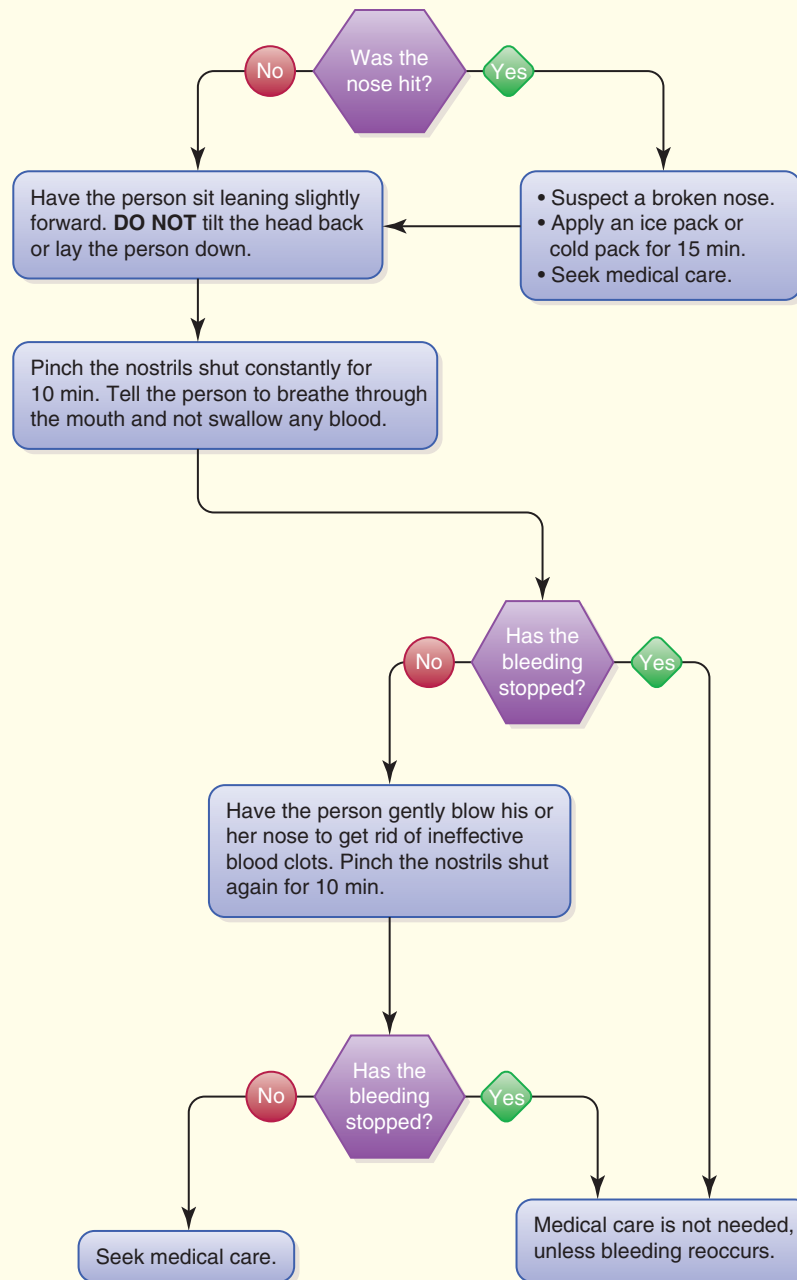 Was the
nose hit?
No
Yes
Have the person sit leaning slightly
forward. DO NOT tilt the head back
or lay the person down.
• Suspect a broken nose.
• Apply an ice pack or
cold pack for 15 min.
• Seek medical care.
Pinch the nostrils shut constantly for
10 min. Tell the person to breathe through
the mouth and not swallow any blood.
Has the
bleeding
stopped?
No
Yes
Have the person gently blow his or
her nose to get rid of ineffective
blood clots. Pinch the nostrils shut
again for 10 min.
Has the
bleeding
stopped?
No
Yes
Seek medical care.
Medical care is not needed,
unless bleeding reoccurs.